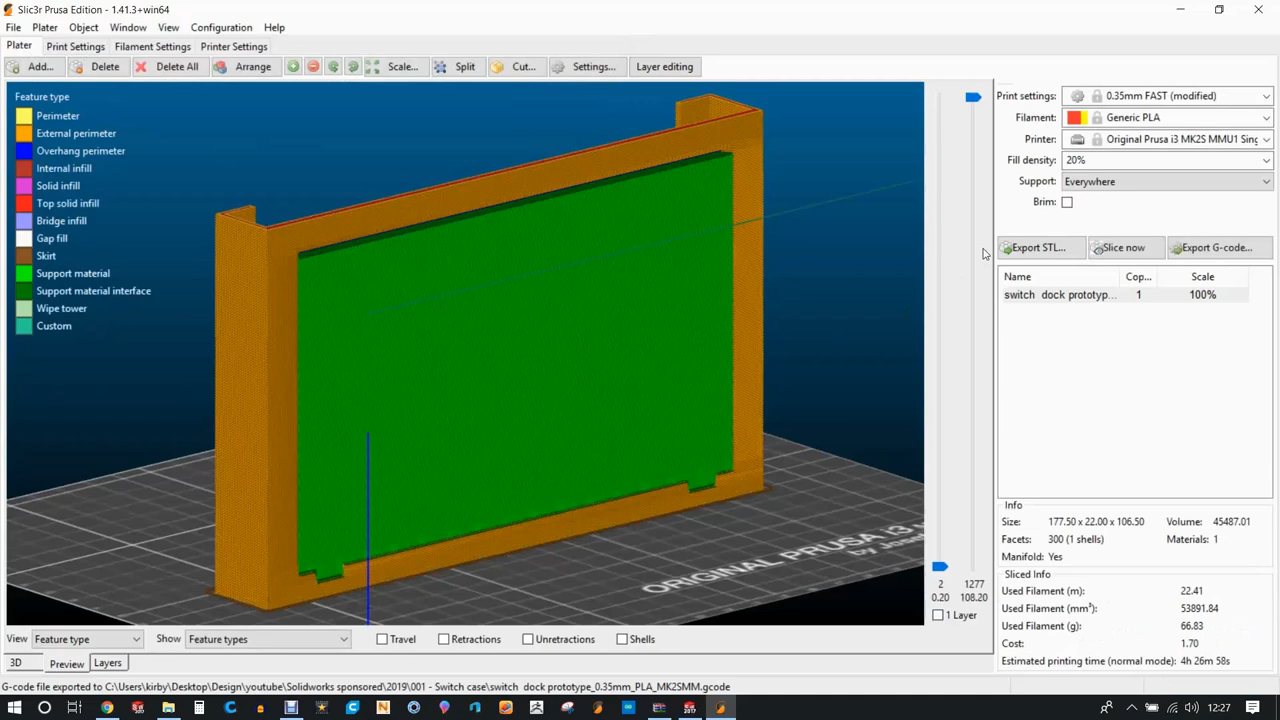 Slic3r Prusa Edition - 1.41.3+win64
File Plater Object Window View Configuration Help
Plater Print Settings Filament Settings Printer Settings
Add... Delete Delete All Arrange Scale... Split Cut... Settings... Layer editing
Feature type
Perimeter
External perimeter
Overhang perimeter
Internal infill
Solid infill
Top solid infill
Bridge infill
Gap fill
Skirt
Support material
Support material interface
Wipe tower
Custom
ORIGINAL PRUSA i3
2
0.20
1277
108.20
1 Layer
Print settings: 0.35mm FAST (modified)
Filament: Generic PLA
Printer: Original Prusa i3 MK2S MMU1 Sing
Fill density: 20%
Support: Everywhere
Brim:
Export STL... Slice now Export G-code...
Name Cop... Scale
switch dock prototyp... 1 100%
Info
Size: 177.50 x 22.00 x 106.50 Volume: 45487.01
Facets: 300 (1 shells) Materials: 1
Manifold: Yes
Sliced Info
Used Filament (m): 22.41
Used Filament (mm³): 53891.84
Used Filament (g): 66.83
Cost: 1.70
Estimated printing time (normal mode): 4h 26m 58s
View Feature type Show Feature types Travel Retractions Unretractions Shells
3D Preview Layers
G-code file exported to C:\Users\kirby\Desktop\Design\youtube\Solidworks sponsored\2019\001 - Switch case\switch dock prototype_0.35mm_PLA_MK2SMM.gcode
12:27